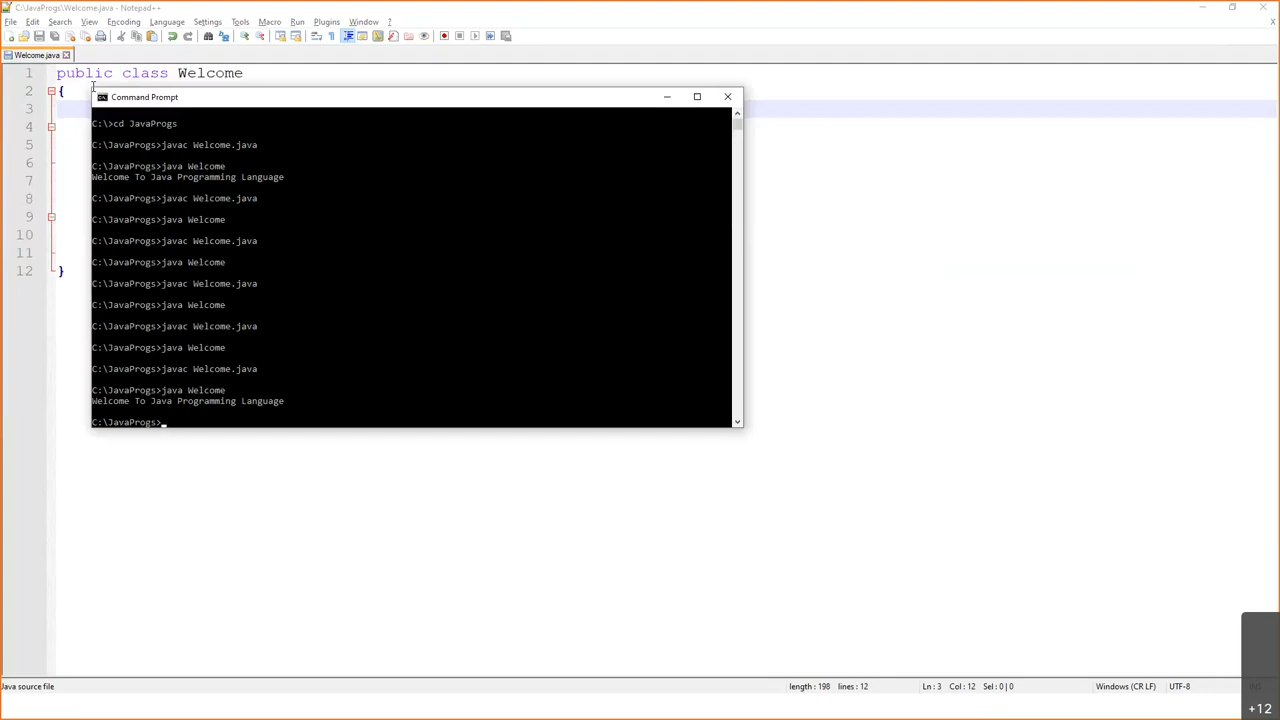 C:\JavaProgs\Welcome.java - Notepad++
File Edit Search View Encoding Language Settings Tools Macro Run Plugins Window ?
Welcome.java
1 public class Welcome
2 {
3
4
5
6
7
8
9
10
11
12 }
Command Prompt
C:\>cd JavaProgs
C:\JavaProgs>javac Welcome.java
C:\JavaProgs>java Welcome
Welcome To Java Programming Language
C:\JavaProgs>javac Welcome.java
C:\JavaProgs>java Welcome
C:\JavaProgs>javac Welcome.java
C:\JavaProgs>java Welcome
C:\JavaProgs>javac Welcome.java
C:\JavaProgs>java Welcome
C:\JavaProgs>javac Welcome.java
C:\JavaProgs>java Welcome
C:\JavaProgs>javac Welcome.java
C:\JavaProgs>java Welcome
Welcome To Java Programming Language
C:\JavaProgs>
Java source file length : 198 lines : 12 Ln : 3 Col : 12 Sel : 0 | 0 Windows (CR LF) UTF-8
+12